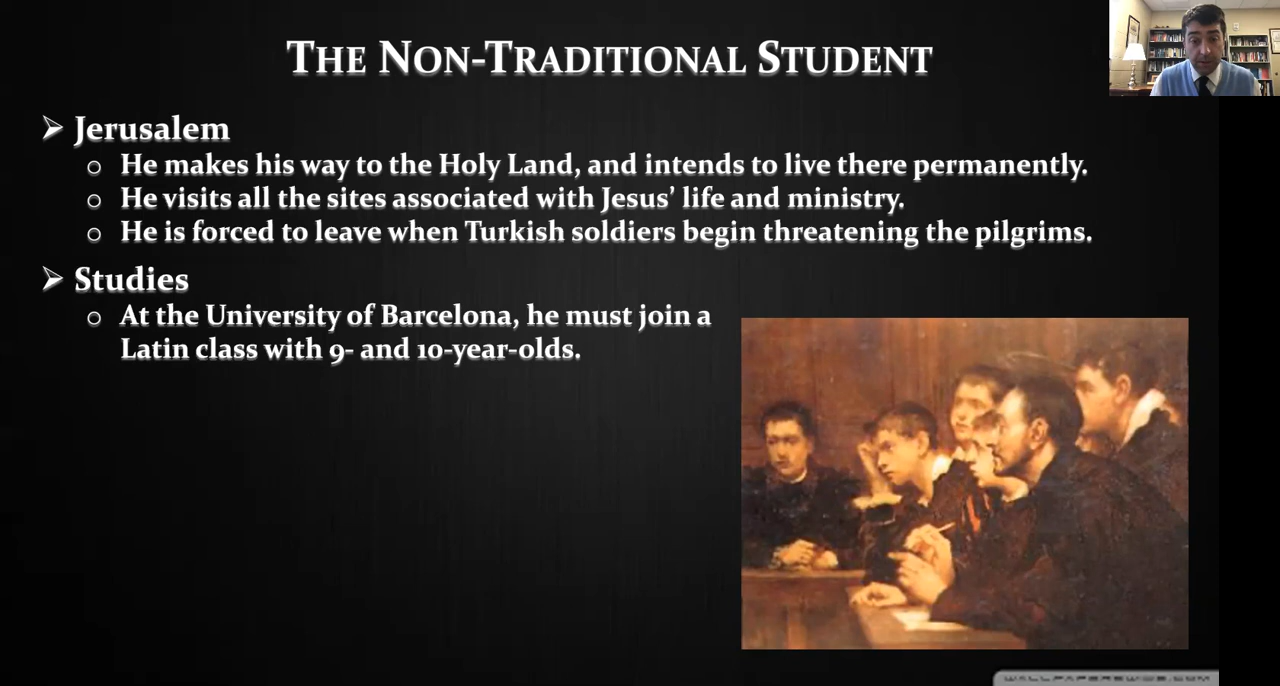 THE NON-TRADITIONAL STUDENT
Jerusalem
He makes his way to the Holy Land, and intends to live there permanently.
He visits all the sites associated with Jesus’ life and ministry.
He is forced to leave when Turkish soldiers begin threatening the pilgrims.
Studies
At the University of Barcelona, he must join a
Latin class with 9- and 10-year-olds.
WALLPAPERSWIDE.COM